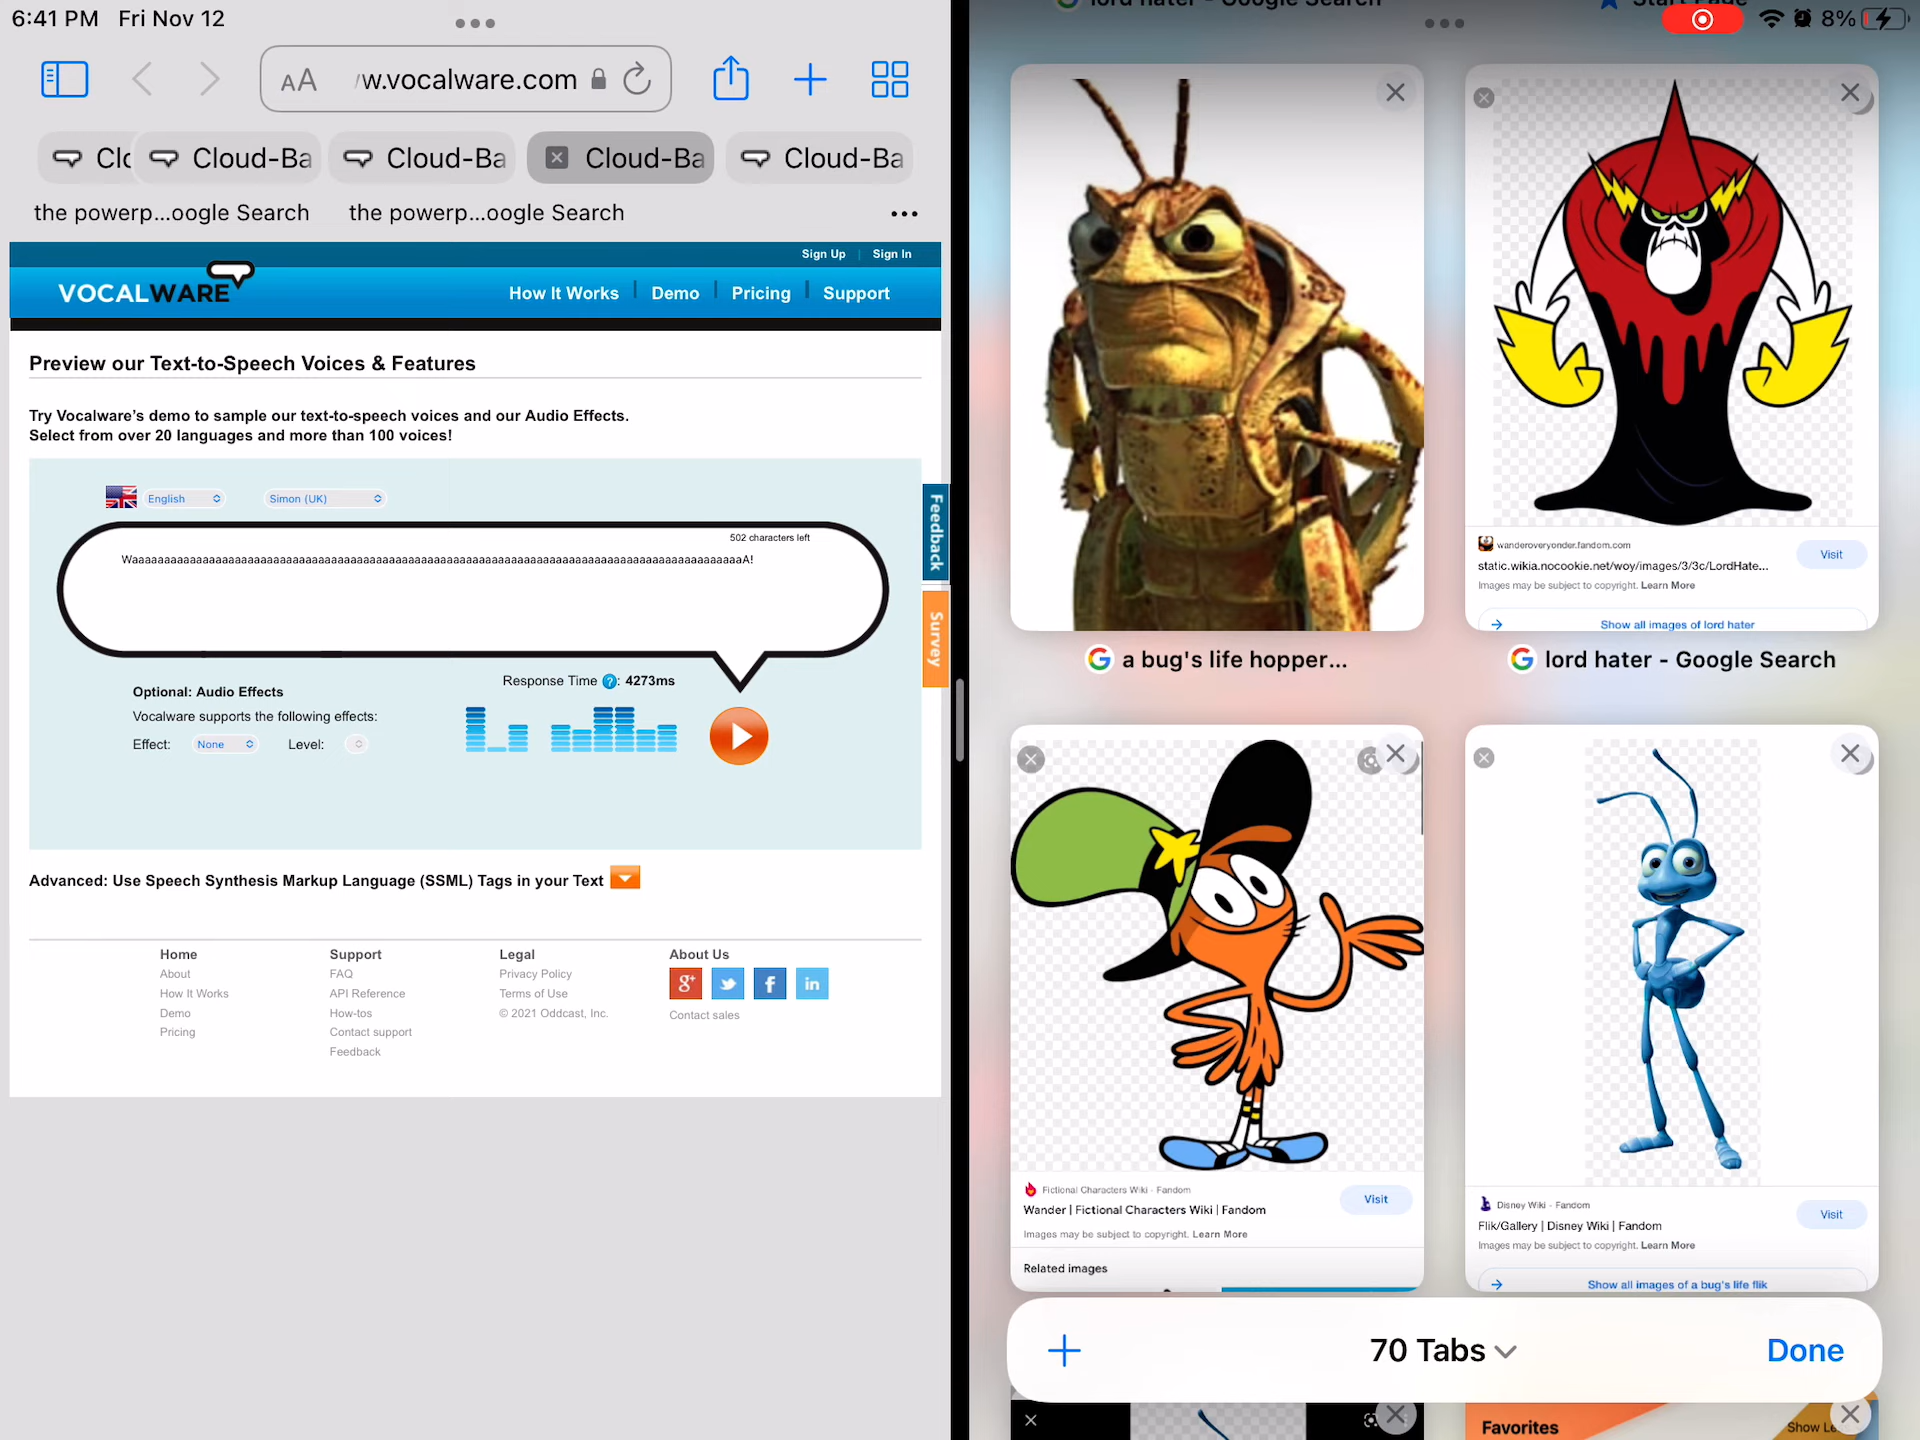 6:41 PM Fri Nov 12
AA w.vocalware.com
Clo Cloud-Ba Cloud-Ba Cloud-Ba Cloud-Ba
the powerp...oogle Search the powerp...oogle Search
Sign Up Sign In
VOCALWARE
How It Works Demo Pricing Support
Preview our Text-to-Speech Voices & Features
Try Vocalware's demo to sample our text-to-speech voices and our Audio Effects.
Select from over 20 languages and more than 100 voices!
English Simon (UK)
502 characters left
WaaaaaaaaaaaaaaaaaaaaaaaaaaaaaaaaaaaaaaaaaaaaaaaaaaaaaaaaaaaaaaaaaaaaaaaaaaaaaaaaaaaaaaaaaaaaaaaaA!
Feedback
Survey
Response Time ?: 4273ms
Optional: Audio Effects
Vocalware supports the following effects:
Effect: None Level:
Advanced: Use Speech Synthesis Markup Language (SSML) Tags in your Text
Home
About
How It Works
Demo
Pricing
Support
FAQ
API Reference
How-tos
Contact support
Feedback
Legal
Privacy Policy
Terms of Use
© 2021 Oddcast, Inc.
About Us
g+ f in
Contact sales
lord hater - Google Search
Start Page
8%
wanderoveryonder.fandom.com
static.wikia.nocookie.net/woy/images/3/3c/LordHate...
Images may be subject to copyright. Learn More
Visit
Show all images of lord hater
a bug's life hopper...
lord hater - Google Search
Fictional Characters Wiki - Fandom
Wander | Fictional Characters Wiki | Fandom
Images may be subject to copyright. Learn More
Visit
Related images
Disney Wiki - Fandom
Flik/Gallery | Disney Wiki | Fandom
Images may be subject to copyright. Learn More
Visit
Show all images of a bug's life flik
70 Tabs
Done
Favorites
Show Le